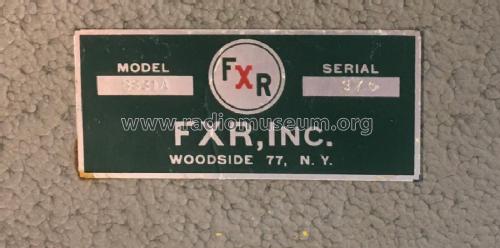 MODEL
FXR
SERIAL
www.radiomuseum.org
FXR, INC.
WOODSIDE 77, N. Y.